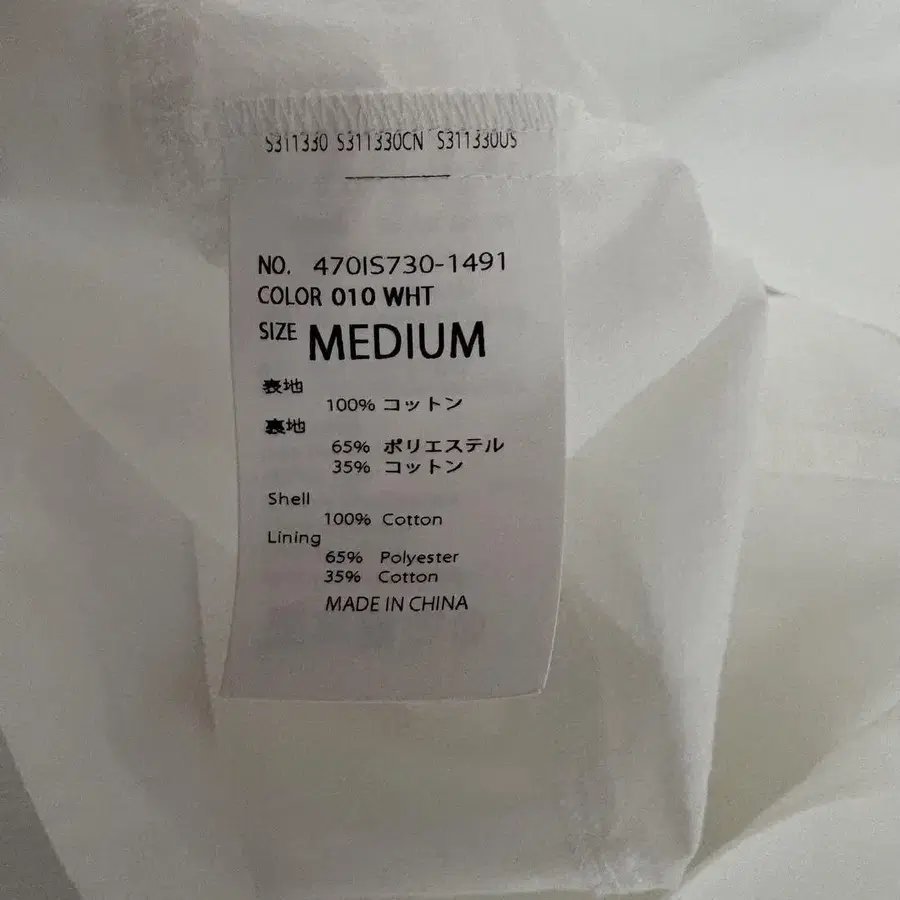 S311330 S311330CN S311330US
NO. 470IS730-1491
COLOR 010 WHT
SIZE MEDIUM
表地
100% コットン
裏地
65% ポリエステル
35% コットン
Shell
100% Cotton
Lining
65% Polyester
35% Cotton
MADE IN CHINA